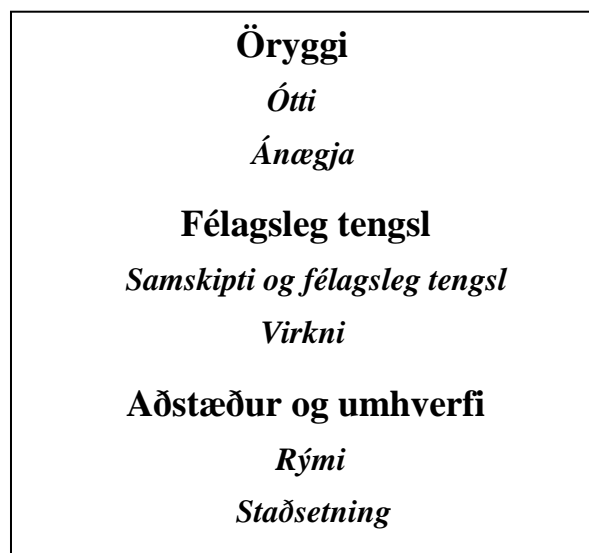 Öryggi
Ótti
Ánægja
Félagsleg tengsl
Samskipti og félagsleg tengsl
Virkni
Aðstæður og umhverfi
Rými
Staðsetning